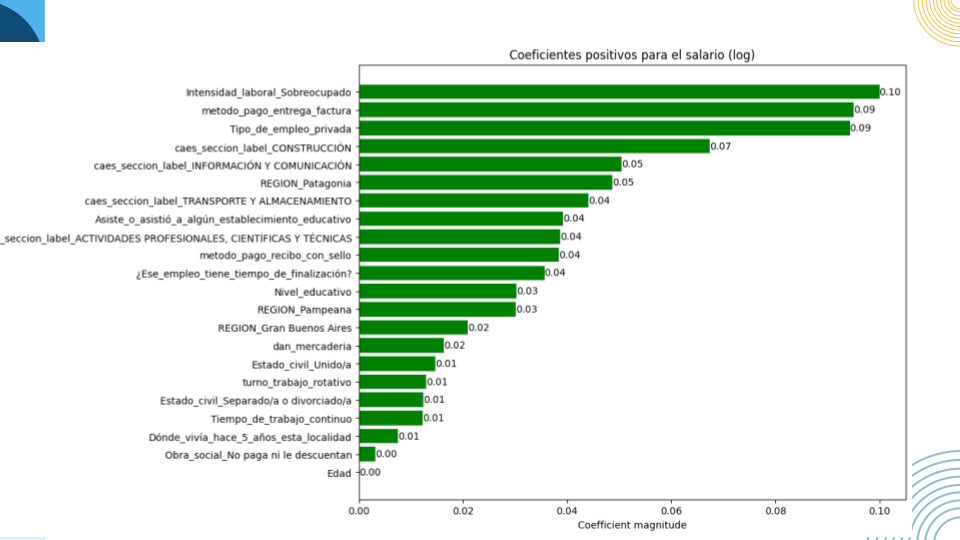 Coeficientes positivos para el salario (log)
Intensidad_laboral_Sobreocupado 0.10
metodo_pago_entrega_factura 0.09
Tipo_de_empleo_privada 0.09
caes_seccion_label_CONSTRUCCIÓN 0.07
caes_seccion_label_INFORMACIÓN Y COMUNICACIÓN 0.05
REGION_Patagonia 0.05
caes_seccion_label_TRANSPORTE Y ALMACENAMIENTO 0.04
Asiste_o_asistió_a_algún_establecimiento_educativo 0.04
_seccion_label_ACTIVIDADES PROFESIONALES, CIENTÍFICAS Y TÉCNICAS 0.04
metodo_pago_recibo_con_sello 0.04
¿Ese_empleo_tiene_tiempo_de_finalización? 0.04
Nivel_educativo 0.03
REGION_Pampeana 0.03
REGION_Gran Buenos Aires 0.02
dan_mercaderia 0.02
Estado_civil_Unido/a 0.01
turno_trabajo_rotativo 0.01
Estado_civil_Separado/a o divorciado/a 0.01
Tiempo_de_trabajo_continuo 0.01
Dónde_vivía_hace_5_años_esta_localidad 0.01
Obra_social_No paga ni le descuentan 0.00
Edad 0.00
0.00 0.02 0.04 0.06 0.08 0.10
Coefficient magnitude